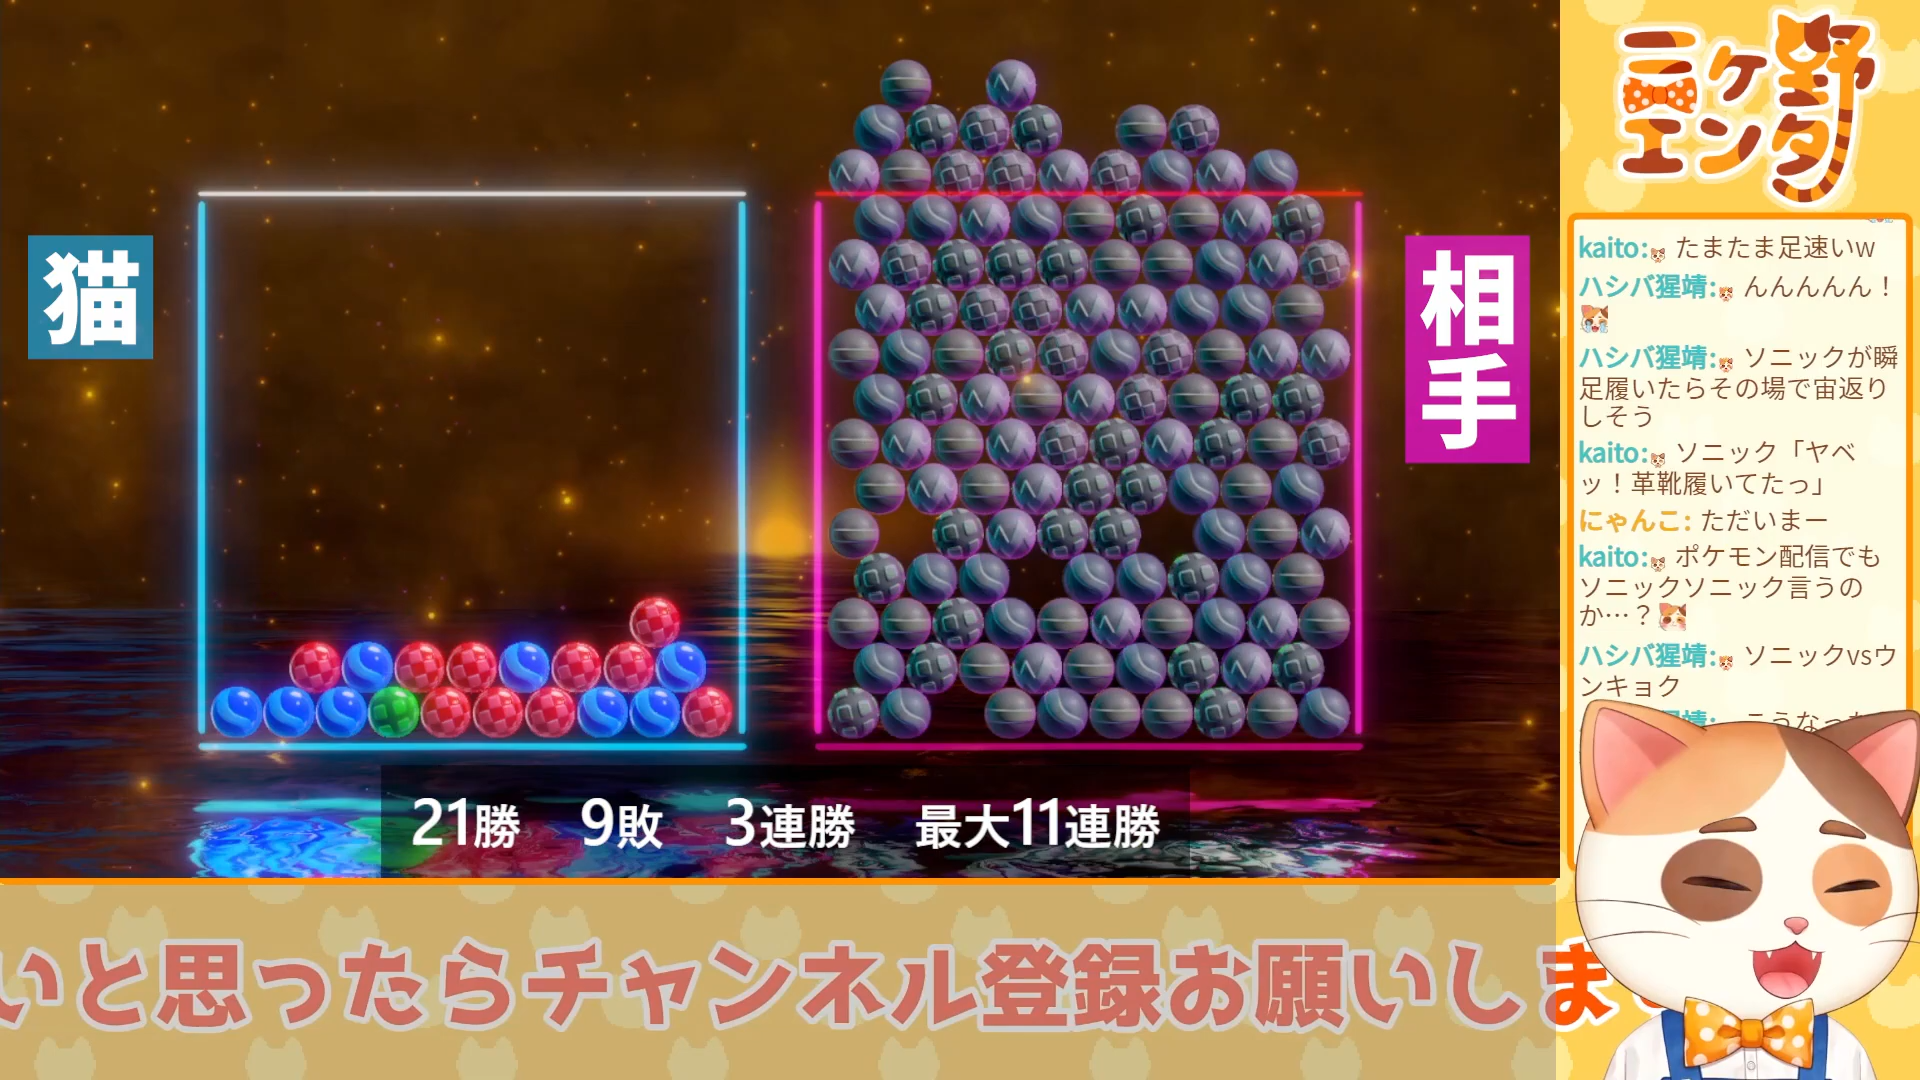 三ケ野
エンタ
猫
相手
kaito: たまたま足速いw
ハシバ猩靖: んんんんん！
ハシバ猩靖: ソニックが瞬
足履いたらその場で宙返り
しそう
kaito: ソニック「ヤベ
ッ！革靴履いてたっ」
にゃんこ: ただいまー
kaito: ポケモン配信でも
ソニックソニック言うの
か…？
ハシバ猩靖: ソニックvsウ
ンキョク
21勝 9敗 3連勝 最大11連勝
いと思ったらチャンネル登録お願いしま